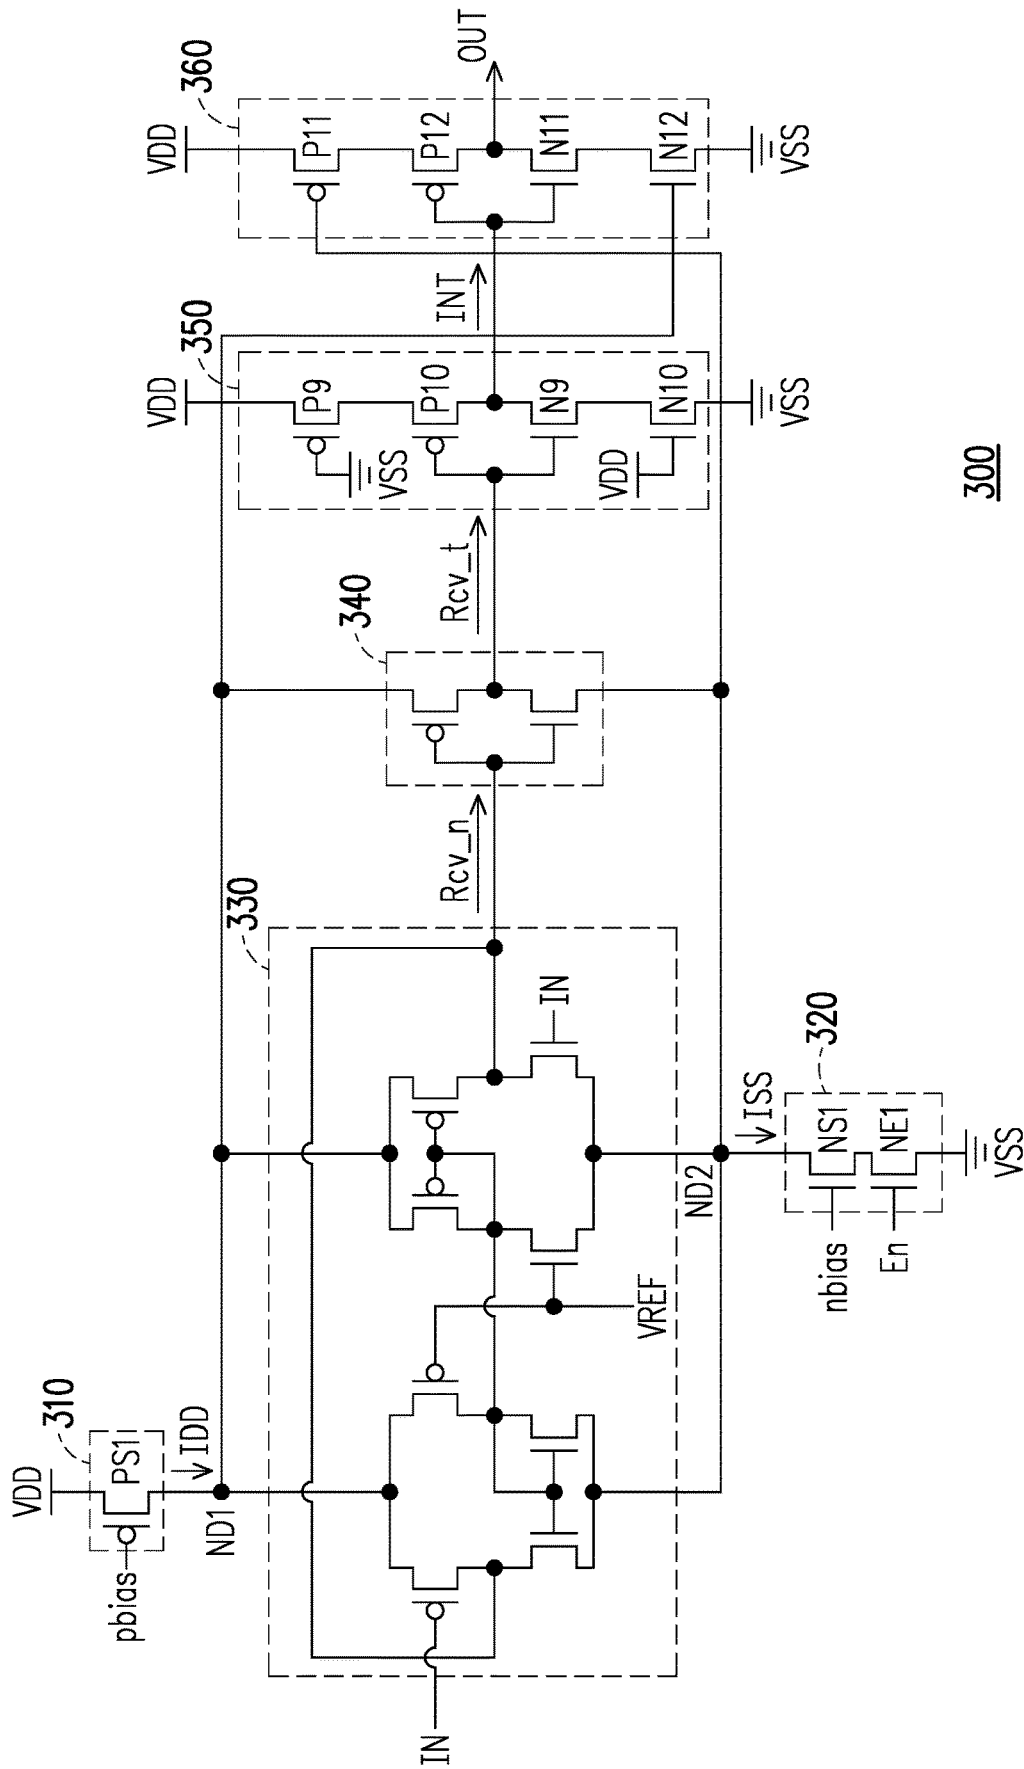 310
VDD
PS1
pbias
IDD
ND1
330
IN
VREF
IN
ND2
ISS
320
NS1
NE1
nbias
En
VSS
Rcv_n
340
Rcv_t
350
VDD
P9
VSS
P10
N9
VDD
N10
VSS
INT
360
VDD
P11
P12
N11
N12
VSS
OUT
300